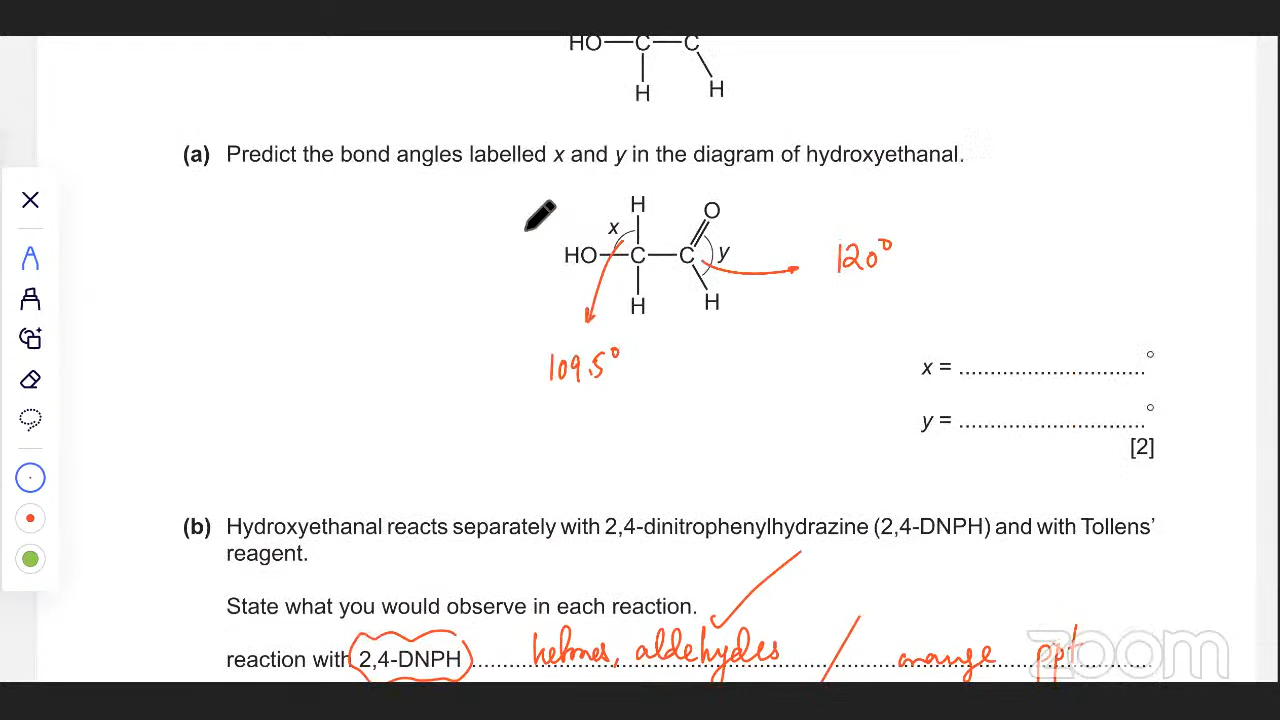 HO C C
H H
(a) Predict the bond angles labelled x and y in the diagram of hydroxyethanal.
H O
x
HO C C y 120°
H H
109.5°
x = .............................. °
y = .............................. °
[2]
(b) Hydroxyethanal reacts separately with 2,4-dinitrophenylhydrazine (2,4-DNPH) and with Tollens’
reagent.
State what you would observe in each reaction.
reaction with 2,4-DNPH ketones, aldehydes / orange ppt
zoom